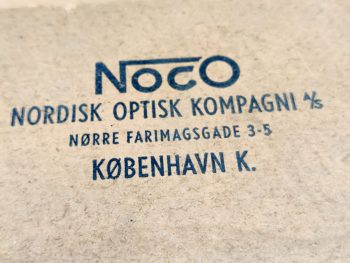 NOCO
NORDISK OPTISK KOMPAGNI A/S
NØRRE FARIMAGSGADE 3-5
KØBENHAVN K.